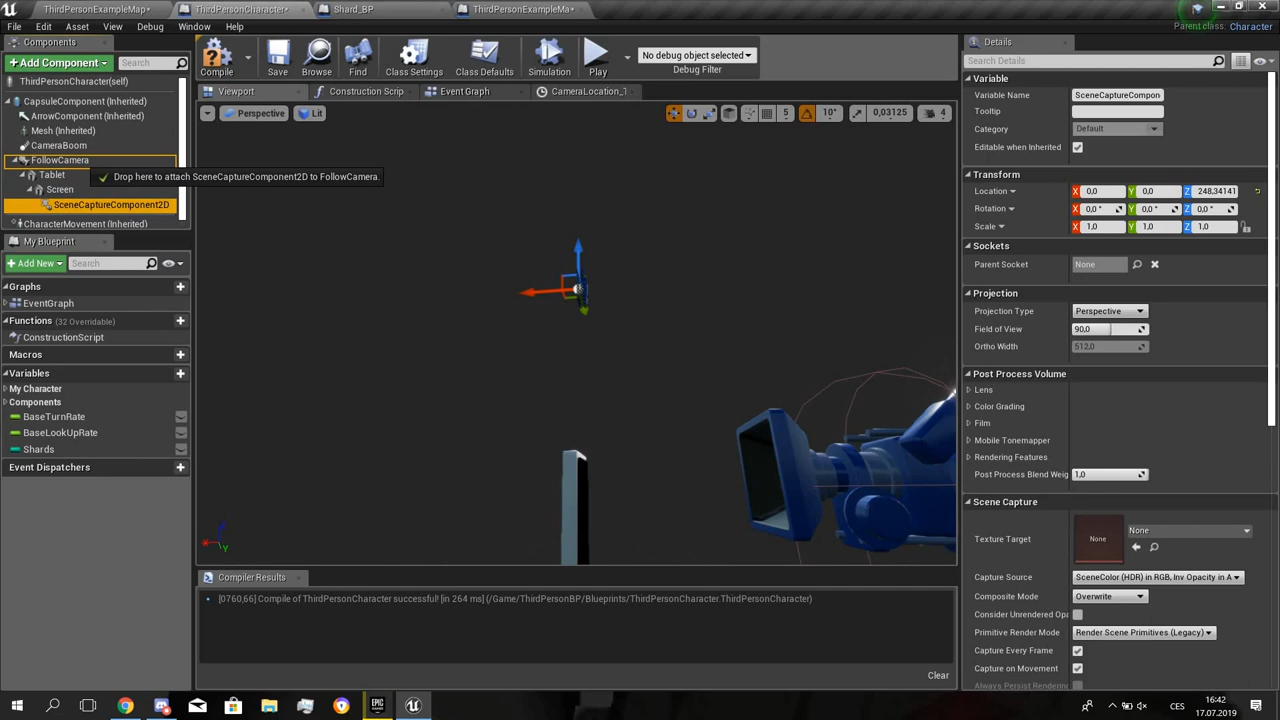 ThirdPersonExampleMap*
ThirdPersonCharacter*
Shard_BP
ThirdPersonExampleMa*
File Edit Asset View Debug Window Help
Parent class: Character
Components
+ Add Component
Search
ThirdPersonCharacter(self)
CapsuleComponent (Inherited)
ArrowComponent (Inherited)
Mesh (Inherited)
CameraBoom
FollowCamera
Tablet
Screen
SceneCaptureComponent2D
CharacterMovement (Inherited)
Drop here to attach SceneCaptureComponent2D to FollowCamera.
My Blueprint
+ Add New
Search
Graphs
EventGraph
Functions (32 Overridable)
ConstructionScript
Macros
Variables
My Character
Components
BaseTurnRate
BaseLookUpRate
Shards
Event Dispatchers
Compile Save Browse Find Class Settings Class Defaults Simulation Play
No debug object selected
Debug Filter
Viewport Construction Scrip Event Graph CameraLocation_1
Perspective Lit
5 10° 0,03125 4
X
Y
Z
Compiler Results
[0760,66] Compile of ThirdPersonCharacter successful! [in 264 ms] (/Game/ThirdPersonBP/Blueprints/ThirdPersonCharacter.ThirdPersonCharacter)
Clear
Details
Search Details
Variable
Variable Name SceneCaptureCompon
Tooltip
Category Default
Editable when Inherited
Transform
Location X 0,0 Y 0,0 Z 248,34141
Rotation X 0,0 ° Y 0,0 ° Z 0,0 °
Scale X 1,0 Y 1,0 Z 1,0
Sockets
Parent Socket None
Projection
Projection Type Perspective
Field of View 90,0
Ortho Width 512,0
Post Process Volume
Lens
Color Grading
Film
Mobile Tonemapper
Rendering Features
Post Process Blend Weig 1,0
Scene Capture
Texture Target None None
Capture Source SceneColor (HDR) in RGB, Inv Opacity in A
Composite Mode Overwrite
Consider Unrendered Opa
Primitive Render Mode Render Scene Primitives (Legacy)
Capture Every Frame
Capture on Movement
Always Persist Rendering
EPIC GAMES
CES
16:42
17.07.2019